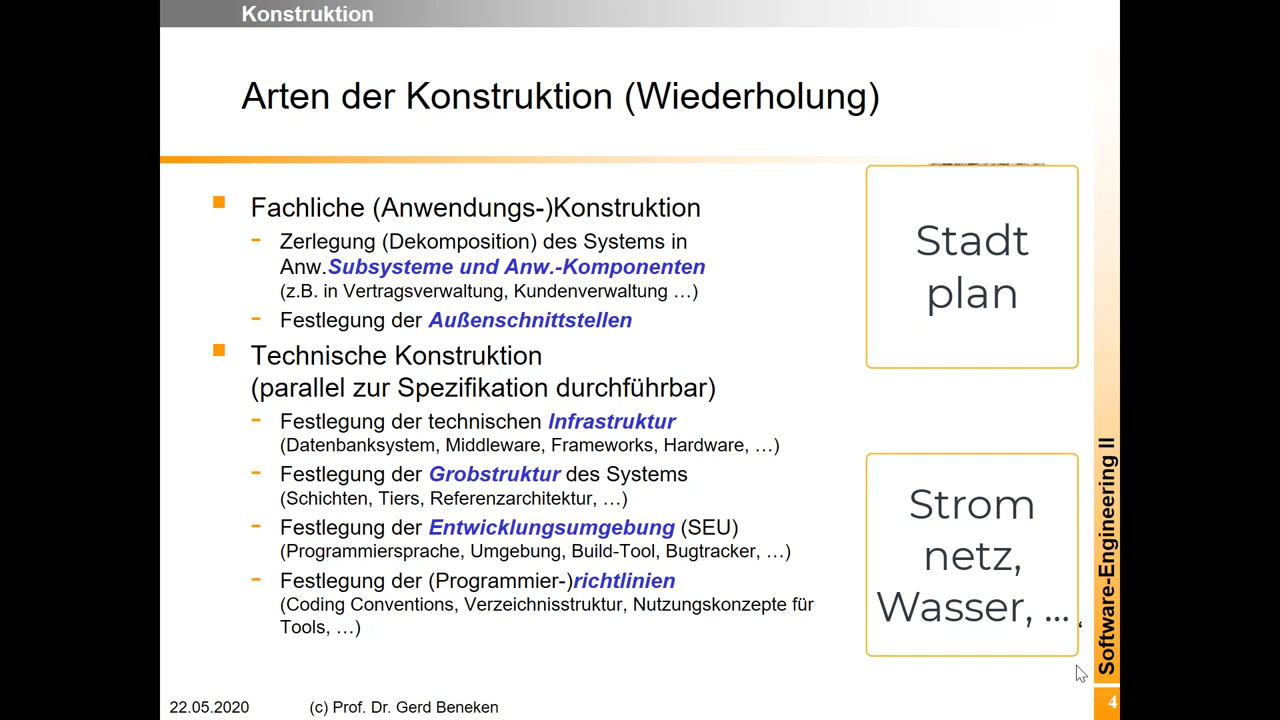 Konstruktion
Arten der Konstruktion (Wiederholung)
Fachliche (Anwendungs-)Konstruktion
- Zerlegung (Dekomposition) des Systems in
Anw.Subsysteme und Anw.-Komponenten
(z.B. in Vertragsverwaltung, Kundenverwaltung …)
- Festlegung der Außenschnittstellen
Technische Konstruktion
(parallel zur Spezifikation durchführbar)
- Festlegung der technischen Infrastruktur
(Datenbanksystem, Middleware, Frameworks, Hardware, …)
- Festlegung der Grobstruktur des Systems
(Schichten, Tiers, Referenzarchitektur, …)
- Festlegung der Entwicklungsumgebung (SEU)
(Programmiersprache, Umgebung, Build-Tool, Bugtracker, …)
- Festlegung der (Programmier-)richtlinien
(Coding Conventions, Verzeichnisstruktur, Nutzungskonzepte für
Tools, …)
Stadt
plan
Strom
netz,
Wasser, …
Software-Engineering II
22.05.2020
(c) Prof. Dr. Gerd Beneken
4